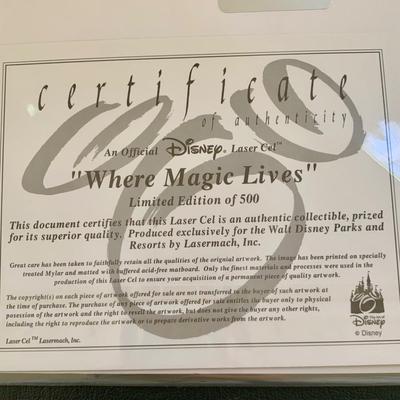 certificate
of authenticity
An Official Disney Laser Cel™
"Where Magic Lives"
Limited Edition of 500
This document certifies that this Laser Cel is an authentic collectible, prized
for its superior quality. Produced exclusively for the Walt Disney Parks and
Resorts by Lasermach, Inc.
Great care has been taken to faithfully retain all the qualities of the orignial artwork. The image has been printed on specially
treated Mylar and matted with buffered acid-free matboard. Only the finest materials and processes were used in the
production of this Laser Cel to ensure your acquisition of a permanent piece of quality artwork.
The copyright(s) on each piece of artwork offered for sale are not transferred to the buyer of such artwork at
the time of purchase. The purchase of any piece of artwork offered for sale entitles the buyer only to physical
posession of the artwork and the right to resell the artwork, but does not give the buyer any other rights,
including the right to reproduce the artwork or to prepare derivative works from the artwork.
Laser Cel™ Lasermach, Inc.
The Art of
Disney
© Disney